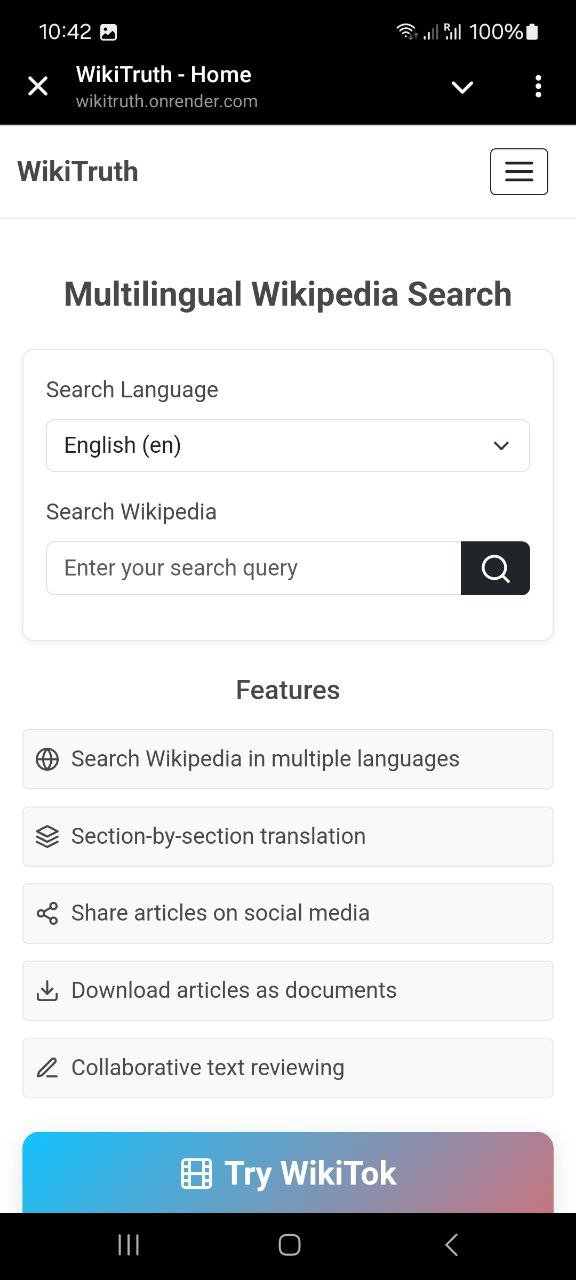 10:42
100%
WikiTruth - Home
wikitruth.onrender.com
WikiTruth
Multilingual Wikipedia Search
Search Language
English (en)
Search Wikipedia
Enter your search query
Features
Search Wikipedia in multiple languages
Section-by-section translation
Share articles on social media
Download articles as documents
Collaborative text reviewing
Try WikiTok